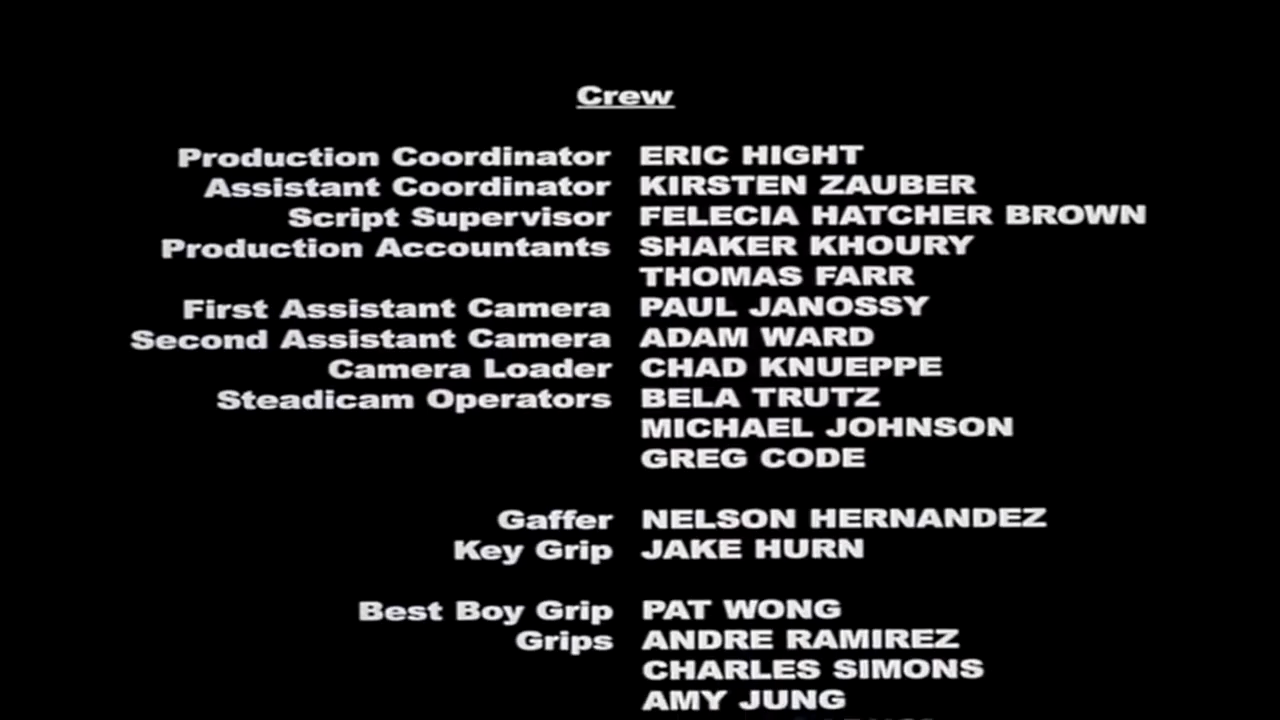 Crew
Production Coordinator ERIC HIGHT
Assistant Coordinator KIRSTEN ZAUBER
Script Supervisor FELECIA HATCHER BROWN
Production Accountants SHAKER KHOURY
THOMAS FARR
First Assistant Camera PAUL JANOSSY
Second Assistant Camera ADAM WARD
Camera Loader CHAD KNUEPPE
Steadicam Operators BELA TRUTZ
MICHAEL JOHNSON
GREG CODE
Gaffer NELSON HERNANDEZ
Key Grip JAKE HURN
Best Boy Grip PAT WONG
Grips ANDRE RAMIREZ
CHARLES SIMONS
AMY JUNG